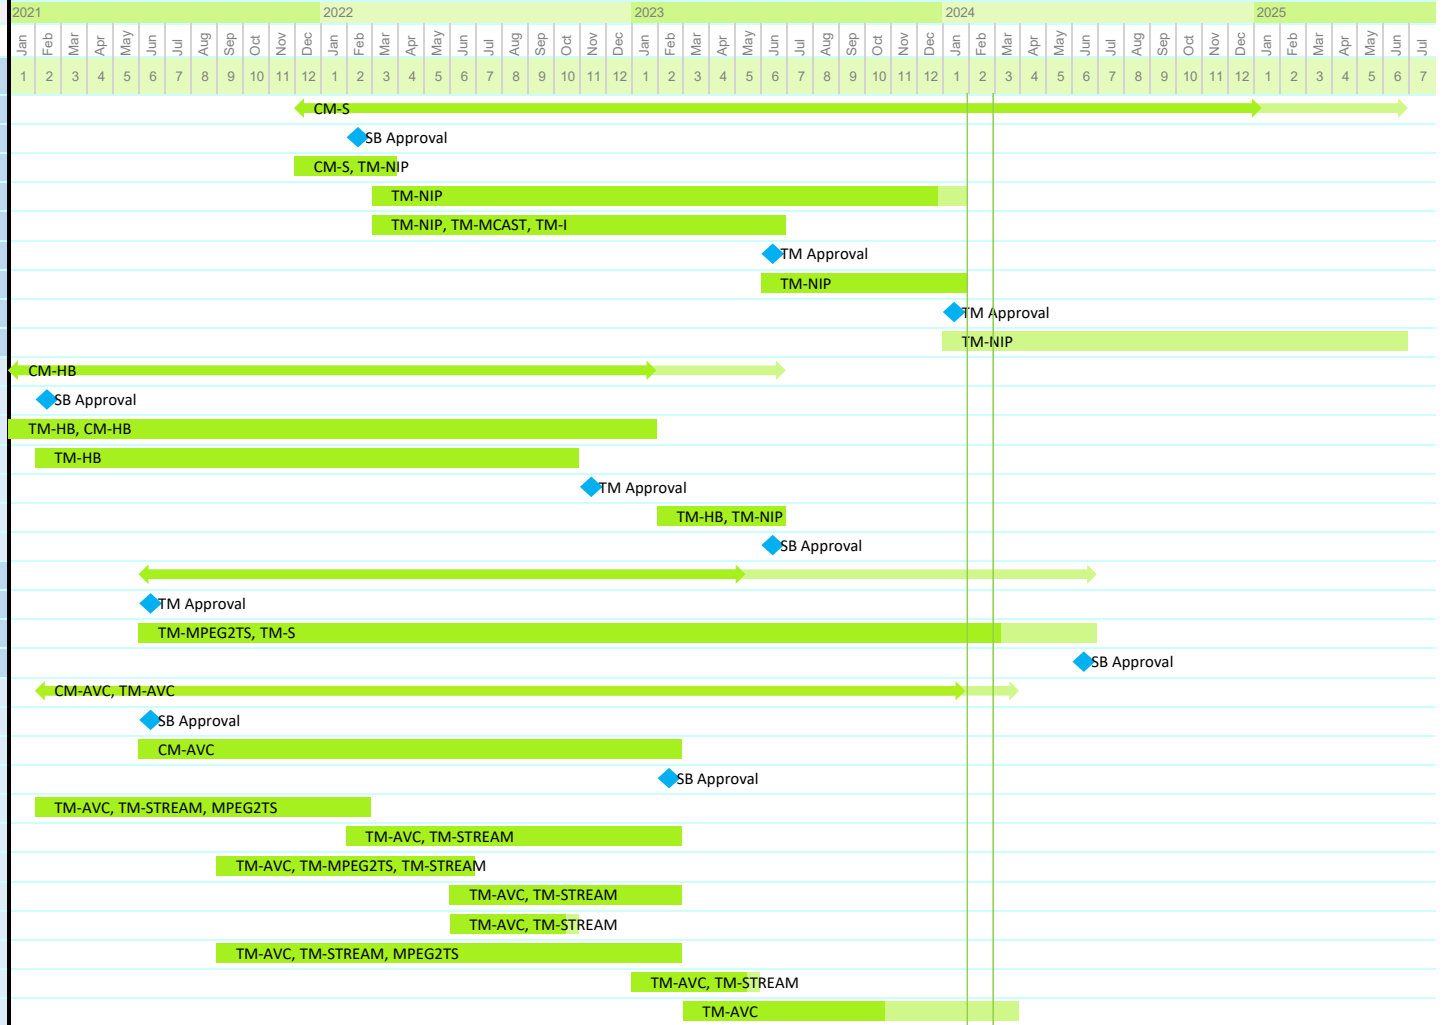 2021 2022 2023 2024 2025
Jan Feb Mar Apr May Jun Jul Aug Sep Oct Nov Dec Jan Feb Mar Apr May Jun Jul Aug Sep Oct Nov Dec Jan Feb Mar Apr May Jun Jul Aug Sep Oct Nov Dec Jan Feb Mar Apr May Jun Jul Aug Sep Oct Nov Dec Jan Feb Mar Apr May Jun Jul
1 2 3 4 5 6 7 8 9 10 11 12 1 2 3 4 5 6 7 8 9 10 11 12 1 2 3 4 5 6 7 8 9 10 11 12 1 2 3 4 5 6 7 8 9 10 11 12 1 2 3 4 5 6 7
CM-S
SB Approval
CM-S, TM-NIP
TM-NIP
TM-NIP, TM-MCAST, TM-I
TM Approval
TM-NIP
TM Approval
TM-NIP
CM-HB
SB Approval
TM-HB, CM-HB
TM-HB
TM Approval
TM-HB, TM-NIP
SB Approval
TM Approval
TM-MPEG2TS, TM-S
SB Approval
CM-AVC, TM-AVC
SB Approval
CM-AVC
SB Approval
TM-AVC, TM-STREAM, MPEG2TS
TM-AVC, TM-STREAM
TM-AVC, TM-MPEG2TS, TM-STREAM
TM-AVC, TM-STREAM
TM-AVC, TM-STREAM
TM-AVC, TM-STREAM, MPEG2TS
TM-AVC, TM-STREAM
TM-AVC